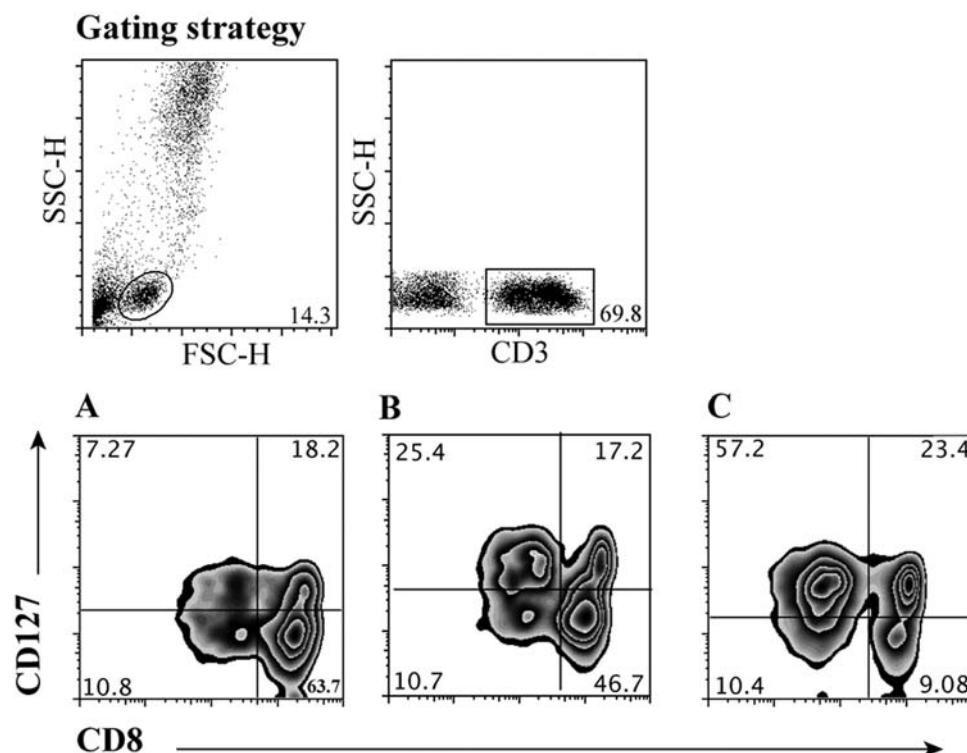 Gating strategy
SSC-H
14.3
FSC-H
SSC-H
69.8
CD3
A
B
C
7.27 18.2
25.4 17.2
57.2 23.4
CD127
10.8 63.7
10.7 46.7
10.4 9.08
CD8